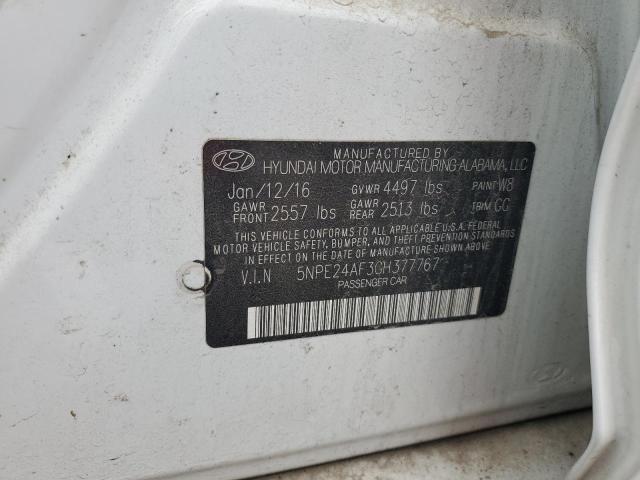 MANUFACTURED BY
HYUNDAI MOTOR MANUFACTURING ALABAMA, LLC
Jan/12/16 GVWR 4497 lbs PAINT W8
GAWR FRONT 2557 lbs GAWR REAR 2513 lbs TRIM GG
THIS VEHICLE CONFORMS TO ALL APPLICABLE U.S.A FEDERAL
MOTOR VEHICLE SAFETY, BUMPER, AND THEFT PREVENTION STANDARDS
IN EFFECT ON THE DATE OF MANUFACTURE SHOWN ABOVE.
V.I.N 5NPE24AF3GH377767
PASSENGER CAR